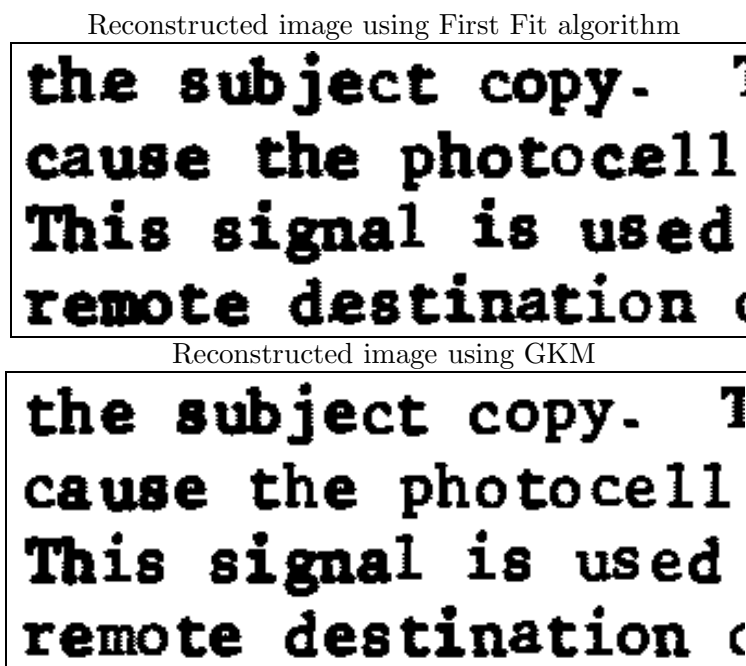 Reconstructed image using First Fit algorithm
the subject copy. T
cause the photocell
This signal is used
remote destination
Reconstructed image using GKM
the subject copy. T
cause the photocell
This signal is used
remote destination